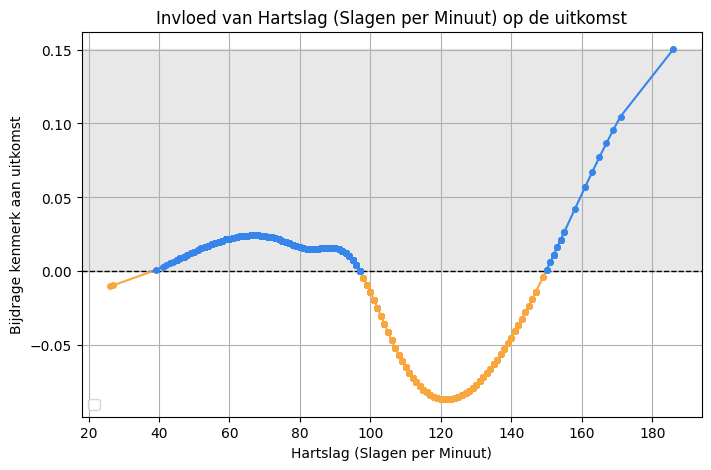 Invloed van Hartslag (Slagen per Minuut) op de uitkomst
Bijdrage kenmerk aan uitkomst
0.15
0.10
0.05
0.00
−0.05
20 40 60 80 100 120 140 160 180
Hartslag (Slagen per Minuut)